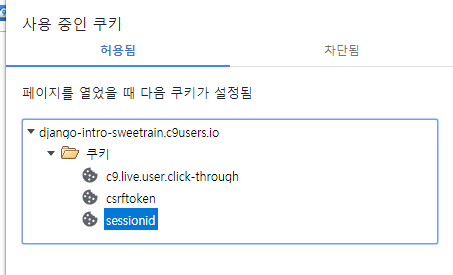 사용 중인 쿠키
허용됨 차단됨
페이지를 열었을 때 다음 쿠키가 설정됨
django-intro-sweetrain.c9users.io
쿠키
c9.live.user.click-through
csrftoken
sessionid